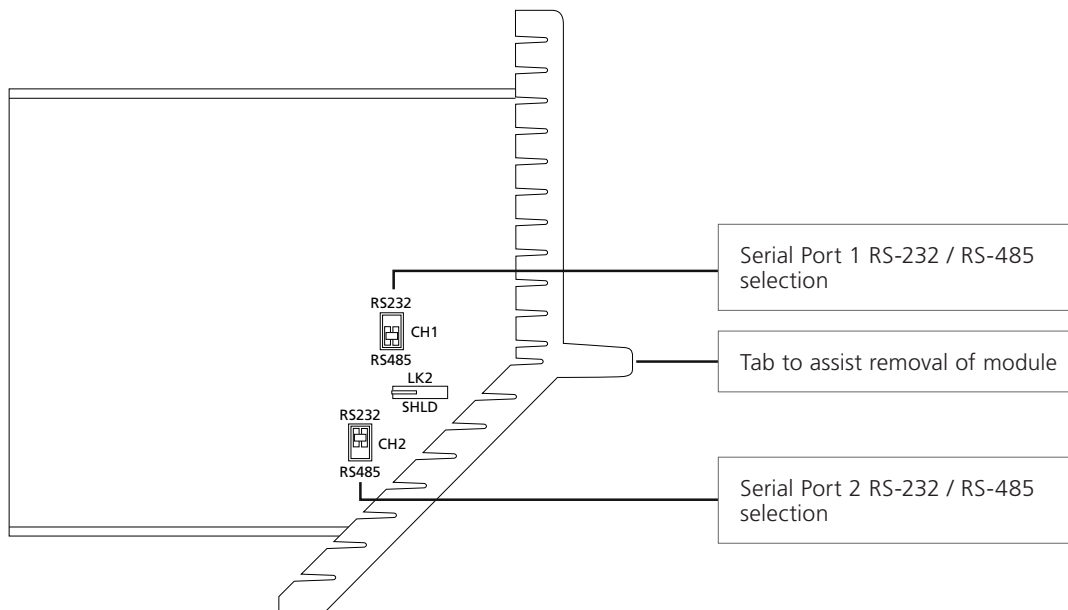 Serial Port 1 RS-232 / RS-485
selection
RS232
CH1
RS485
Tab to assist removal of module
LK2
SHLD
RS232
CH2
RS485
Serial Port 2 RS-232 / RS-485
selection